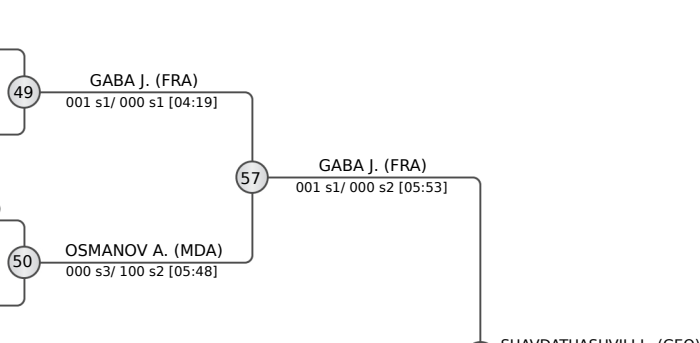 49
GABA J. (FRA)
001 s1/ 000 s1 [04:19]
57
GABA J. (FRA)
001 s1/ 000 s2 [05:53]
50
OSMANOV A. (MDA)
000 s3/ 100 s2 [05:48]